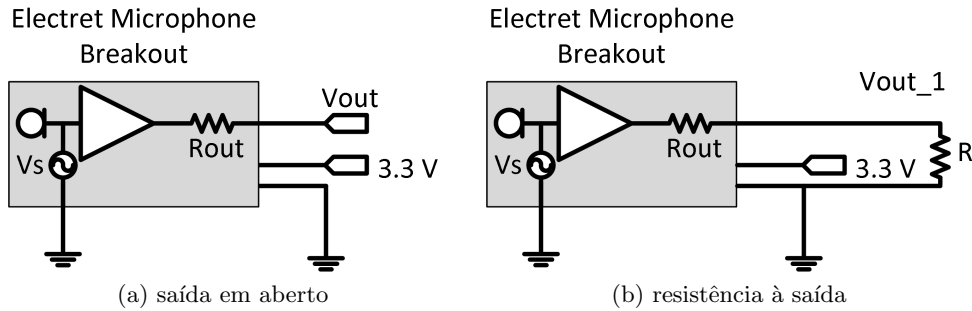 Electret Microphone
Breakout
Vout
Rout
Vs
3.3 V
(a) saída em aberto
Electret Microphone
Breakout
Vout_1
Rout
R
Vs
3.3 V
(b) resistência à saída